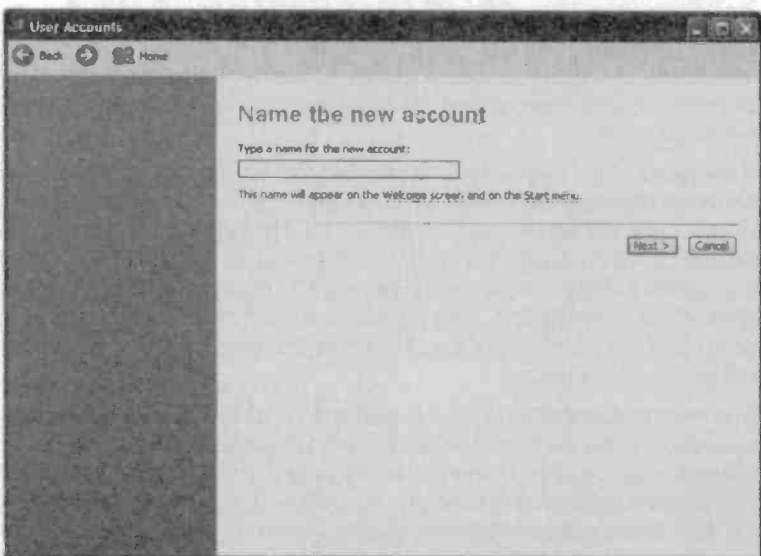 User Accounts
Back Home
Name the new account
Type a name for the new account:
This name will appear on the Welcome screen and on the Start menu.
Next > Cancel